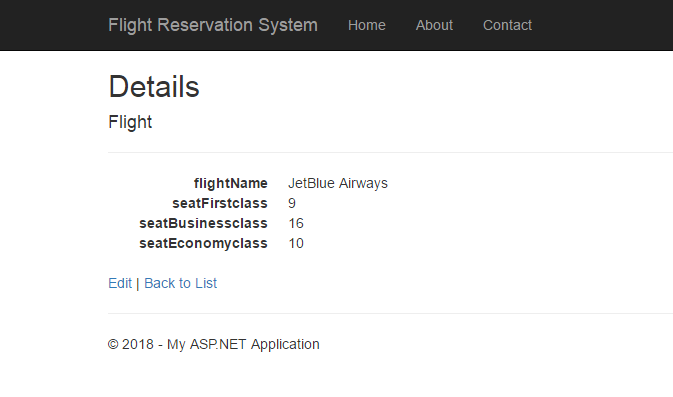 Flight Reservation System Home About Contact
Details
Flight
flightName JetBlue Airways
seatFirstclass 9
seatBusinessclass 16
seatEconomyclass 10
Edit | Back to List
© 2018 - My ASP.NET Application